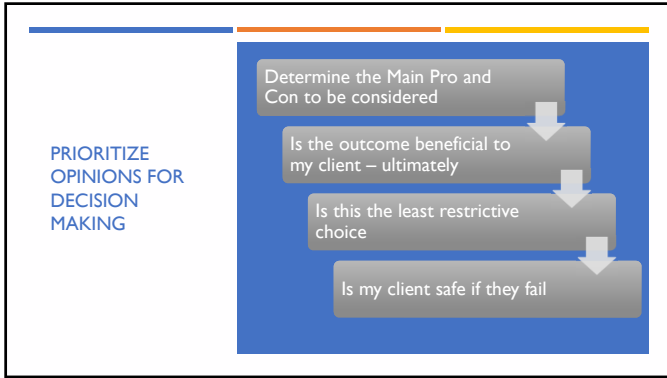 PRIORITIZE
OPINIONS FOR
DECISION
MAKING
Determine the Main Pro and
Con to be considered
Is the outcome beneficial to
my client – ultimately
Is this the least restrictive
choice
Is my client safe if they fail